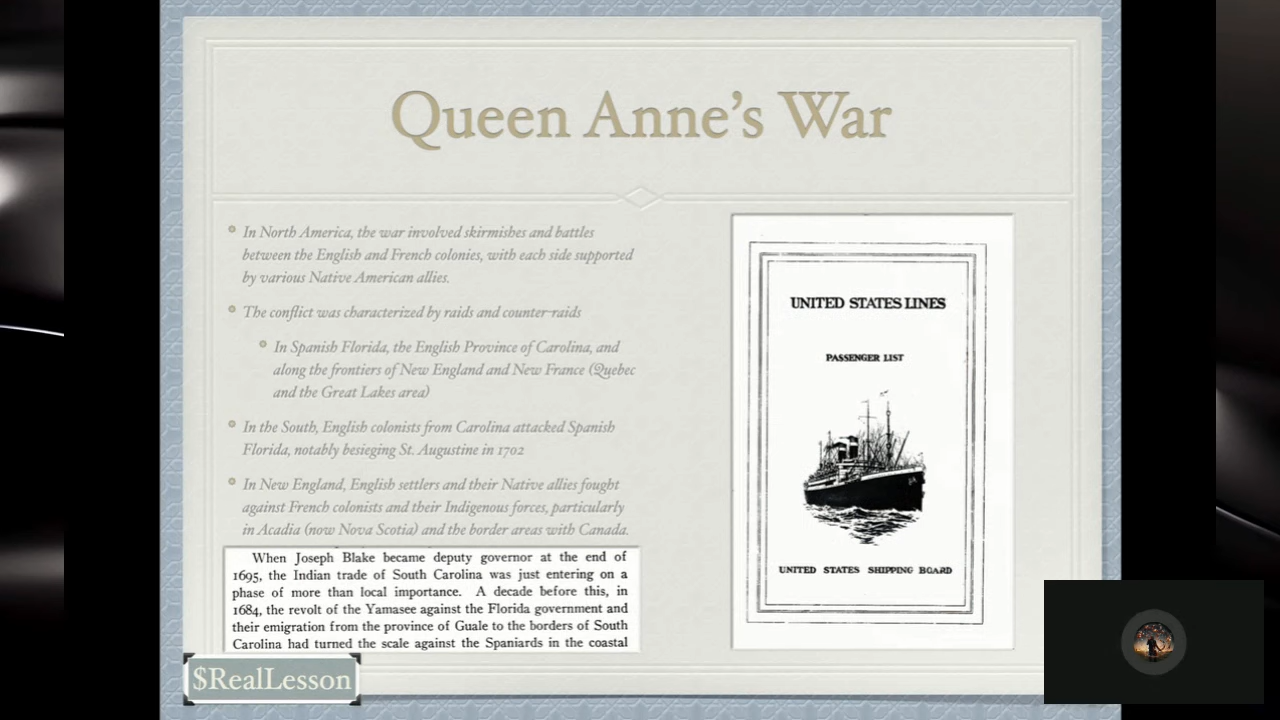 Queen Anne's War
In North America, the war involved skirmishes and battles
between the English and French colonies, with each side supported
by various Native American allies.
The conflict was characterized by raids and counter-raids
In Spanish Florida, the English Province of Carolina, and
along the frontiers of New England and New France (Quebec
and the Great Lakes area)
In the South, English colonists from Carolina attacked Spanish
Florida, notably besieging St. Augustine in 1702
In New England, English settlers and their Native allies fought
against French colonists and their Indigenous forces, particularly
in Acadia (now Nova Scotia) and the border areas with Canada.
When Joseph Blake became deputy governor at the end of
1695, the Indian trade of South Carolina was just entering on a
phase of more than local importance. A decade before this, in
1684, the revolt of the Yamasee against the Florida government and
their emigration from the province of Guale to the borders of South
Carolina had turned the scale against the Spaniards in the coastal
$RealLesson
UNITED STATES LINES
PASSENGER LIST
UNITED STATES SHIPPING BOARD